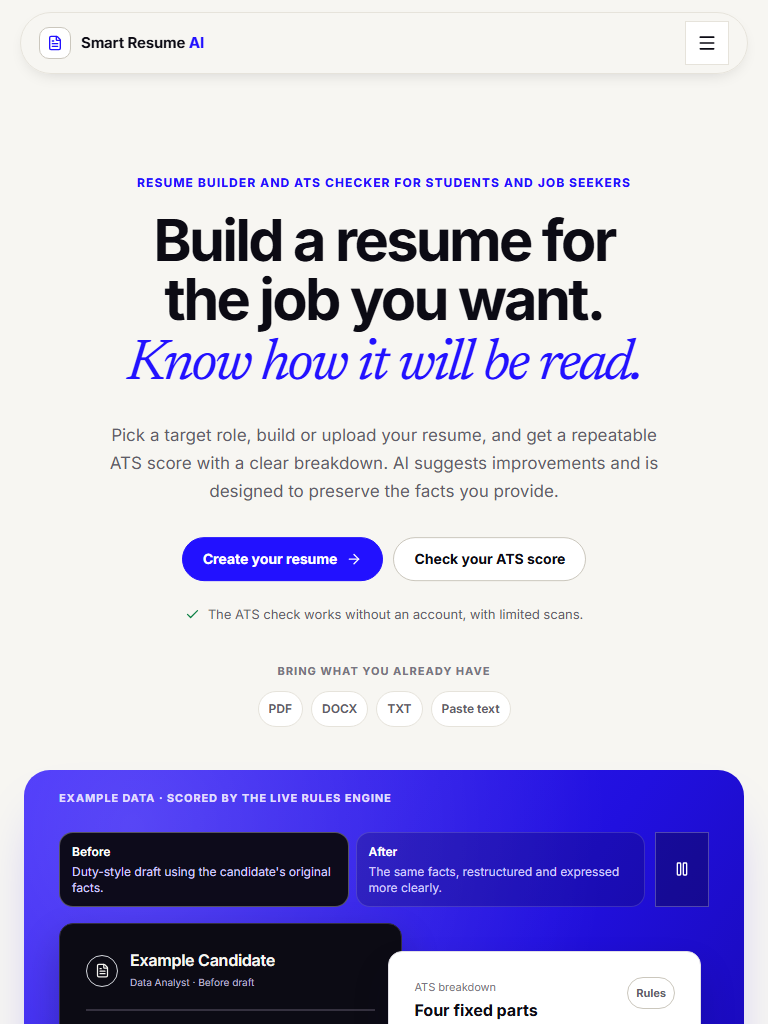 Smart Resume AI
RESUME BUILDER AND ATS CHECKER FOR STUDENTS AND JOB SEEKERS
Build a resume for
the job you want.
Know how it will be read.
Pick a target role, build or upload your resume, and get a repeatable
ATS score with a clear breakdown. AI suggests improvements and is
designed to preserve the facts you provide.
Create your resume
Check your ATS score
The ATS check works without an account, with limited scans.
BRING WHAT YOU ALREADY HAVE
PDF
DOCX
TXT
Paste text
EXAMPLE DATA · SCORED BY THE LIVE RULES ENGINE
Before
Duty-style draft using the candidate's original
facts.
After
The same facts, restructured and expressed
more clearly.
Example Candidate
Data Analyst · Before draft
ATS breakdown
Four fixed parts
Rules